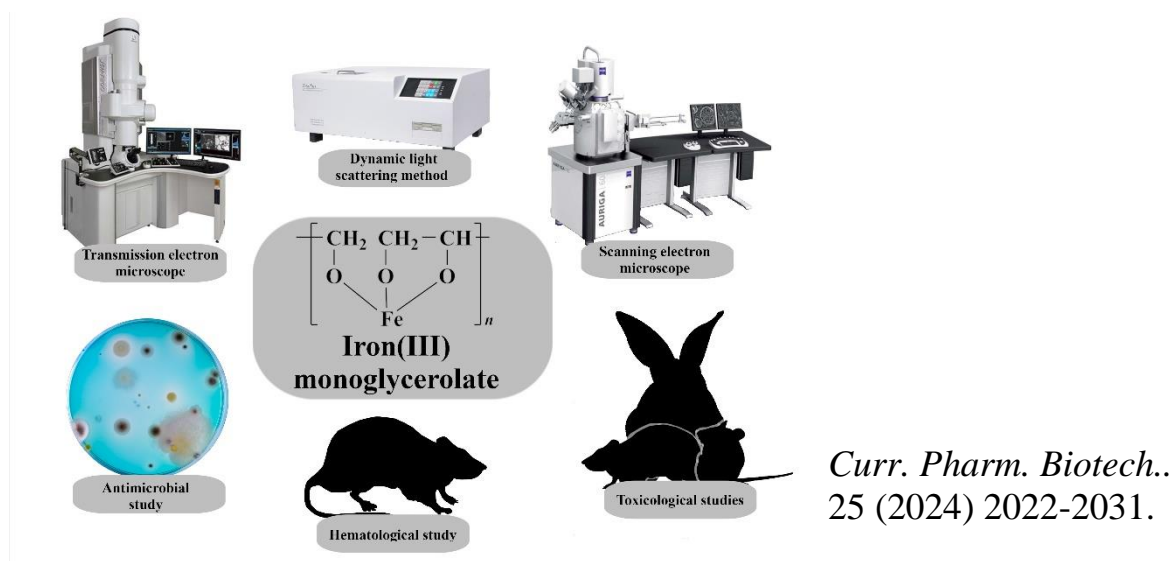 Dynamic light
scattering method
Transmission electron
microscope
AURIGA
Scanning electron
microscope
CH₂ CH₂–CH
O O O
Fe
n
Iron(III)
monoglycerolate
Antimicrobial
study
Hematological study
Toxicological studies
Curr. Pharm. Biotech..
25 (2024) 2022-2031.